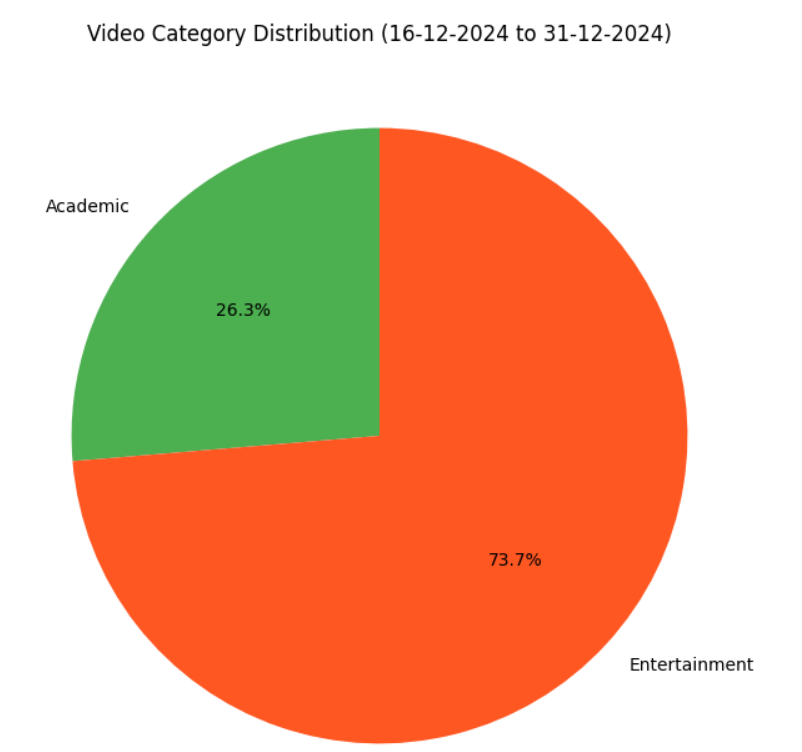 Video Category Distribution (16-12-2024 to 31-12-2024)
Academic
26.3%
73.7%
Entertainment